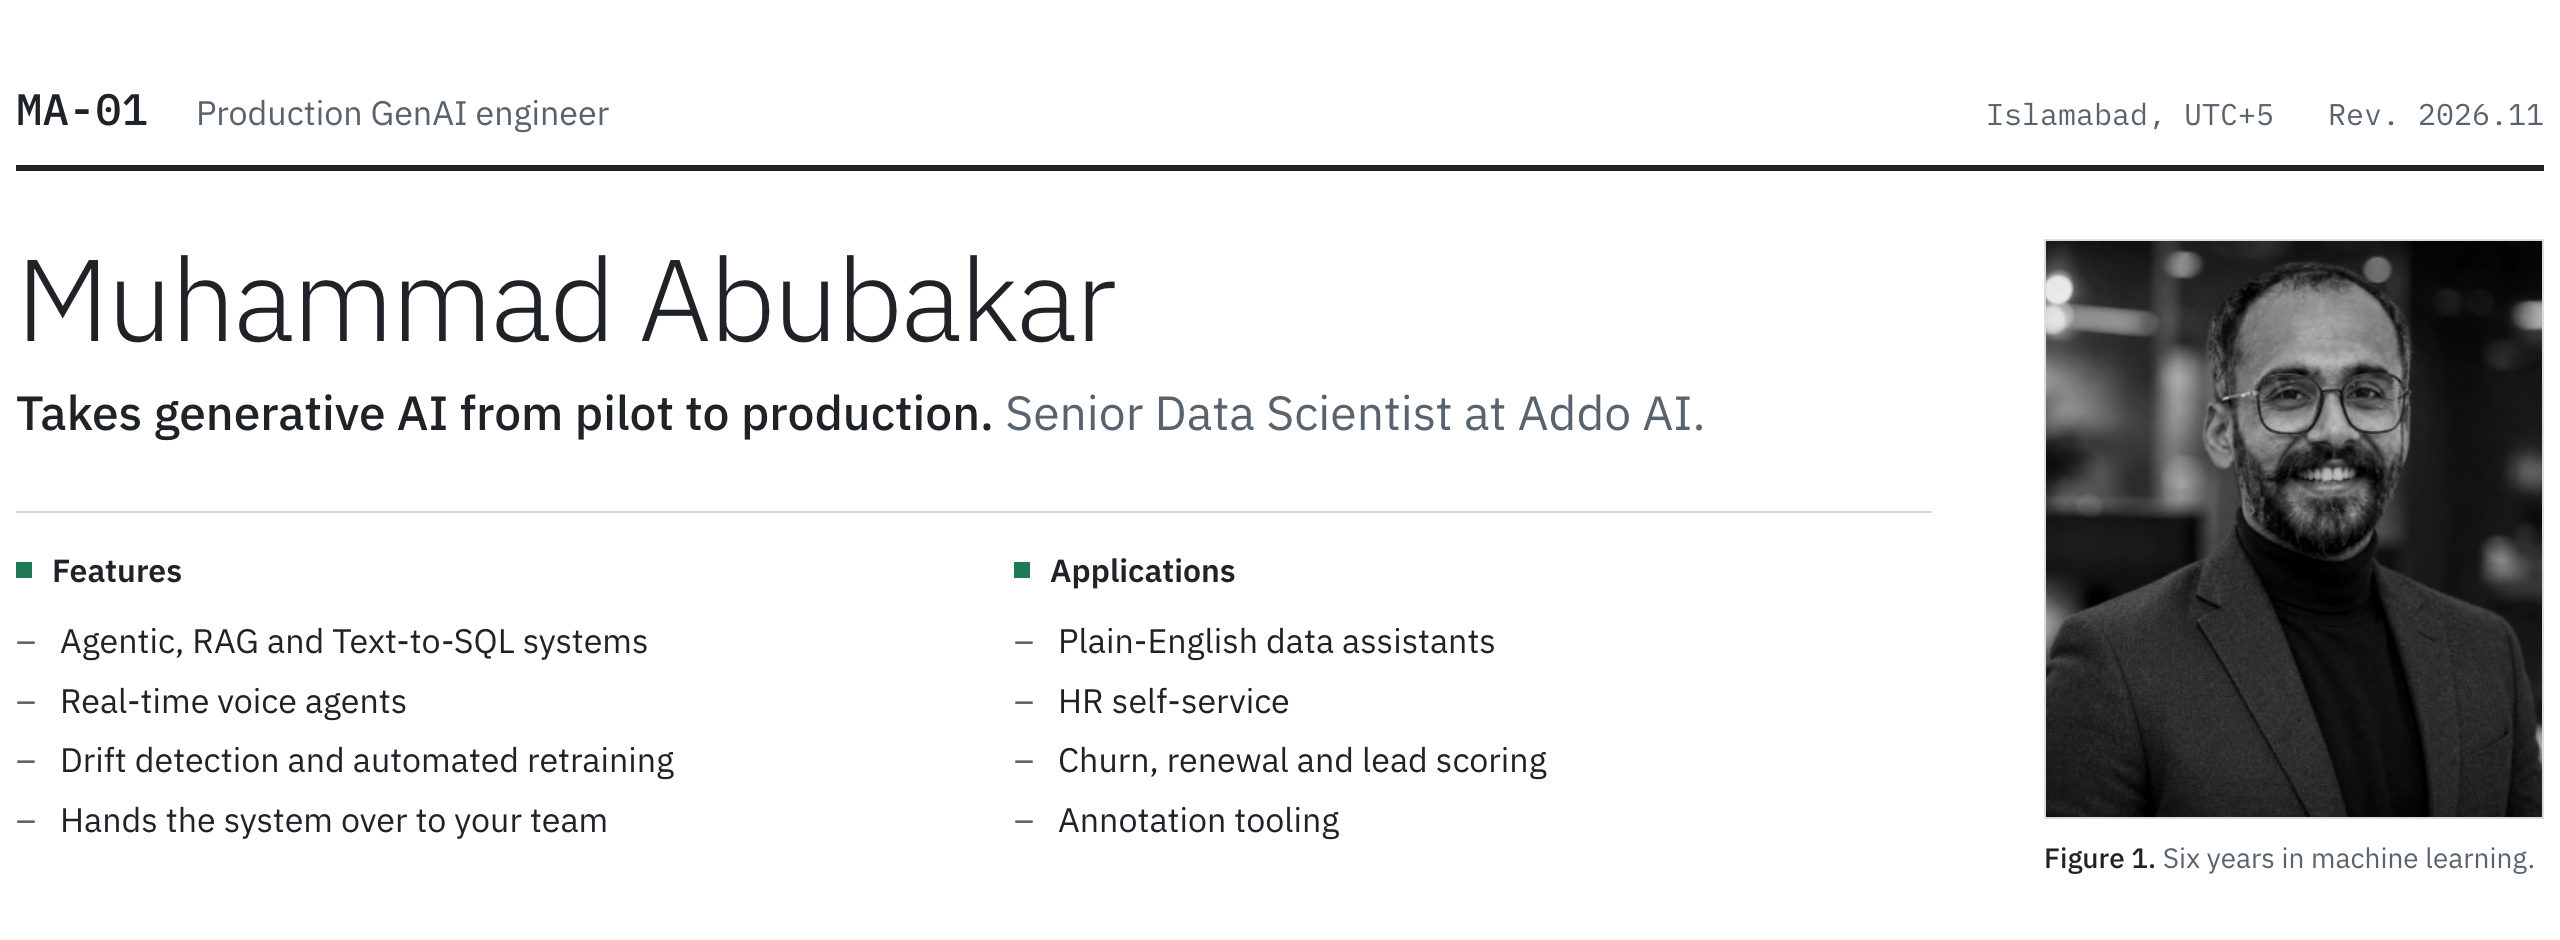 MA-01 Production GenAI engineer Islamabad, UTC+5 Rev. 2026.11
Muhammad Abubakar
Takes generative AI from pilot to production. Senior Data Scientist at Addo AI.
Features
– Agentic, RAG and Text-to-SQL systems
– Real-time voice agents
– Drift detection and automated retraining
– Hands the system over to your team
Applications
– Plain-English data assistants
– HR self-service
– Churn, renewal and lead scoring
– Annotation tooling
Figure 1. Six years in machine learning.